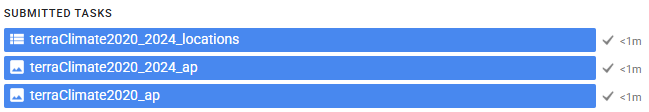 SUBMITTED TASKS
terraClimate2020_2024_locations <1m
terraClimate2020_2024_ap <1m
terraClimate2020_ap <1m